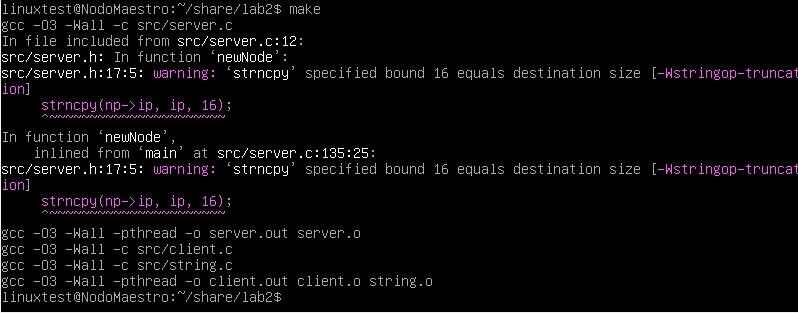 linuxtest@NodoMaestro:~/share/lab2$ make
gcc -O3 -Wall -c src/server.c
In file included from src/server.c:12:
src/server.h: In function ‘newNode’:
src/server.h:17:5: warning: ‘strncpy’ specified bound 16 equals destination size [-Wstringop-truncat
ion]
     strncpy(np->ip, ip, 16);
     ^~~~~~~~~~~~~~~~~~~~~~~
In function ‘newNode’,
    inlined from ‘main’ at src/server.c:135:25:
src/server.h:17:5: warning: ‘strncpy’ specified bound 16 equals destination size [-Wstringop-truncat
ion]
     strncpy(np->ip, ip, 16);
     ^~~~~~~~~~~~~~~~~~~~~~~
gcc -O3 -Wall -pthread -o server.out server.o
gcc -O3 -Wall -c src/client.c
gcc -O3 -Wall -c src/string.c
gcc -O3 -Wall -pthread -o client.out client.o string.o
linuxtest@NodoMaestro:~/share/lab2$